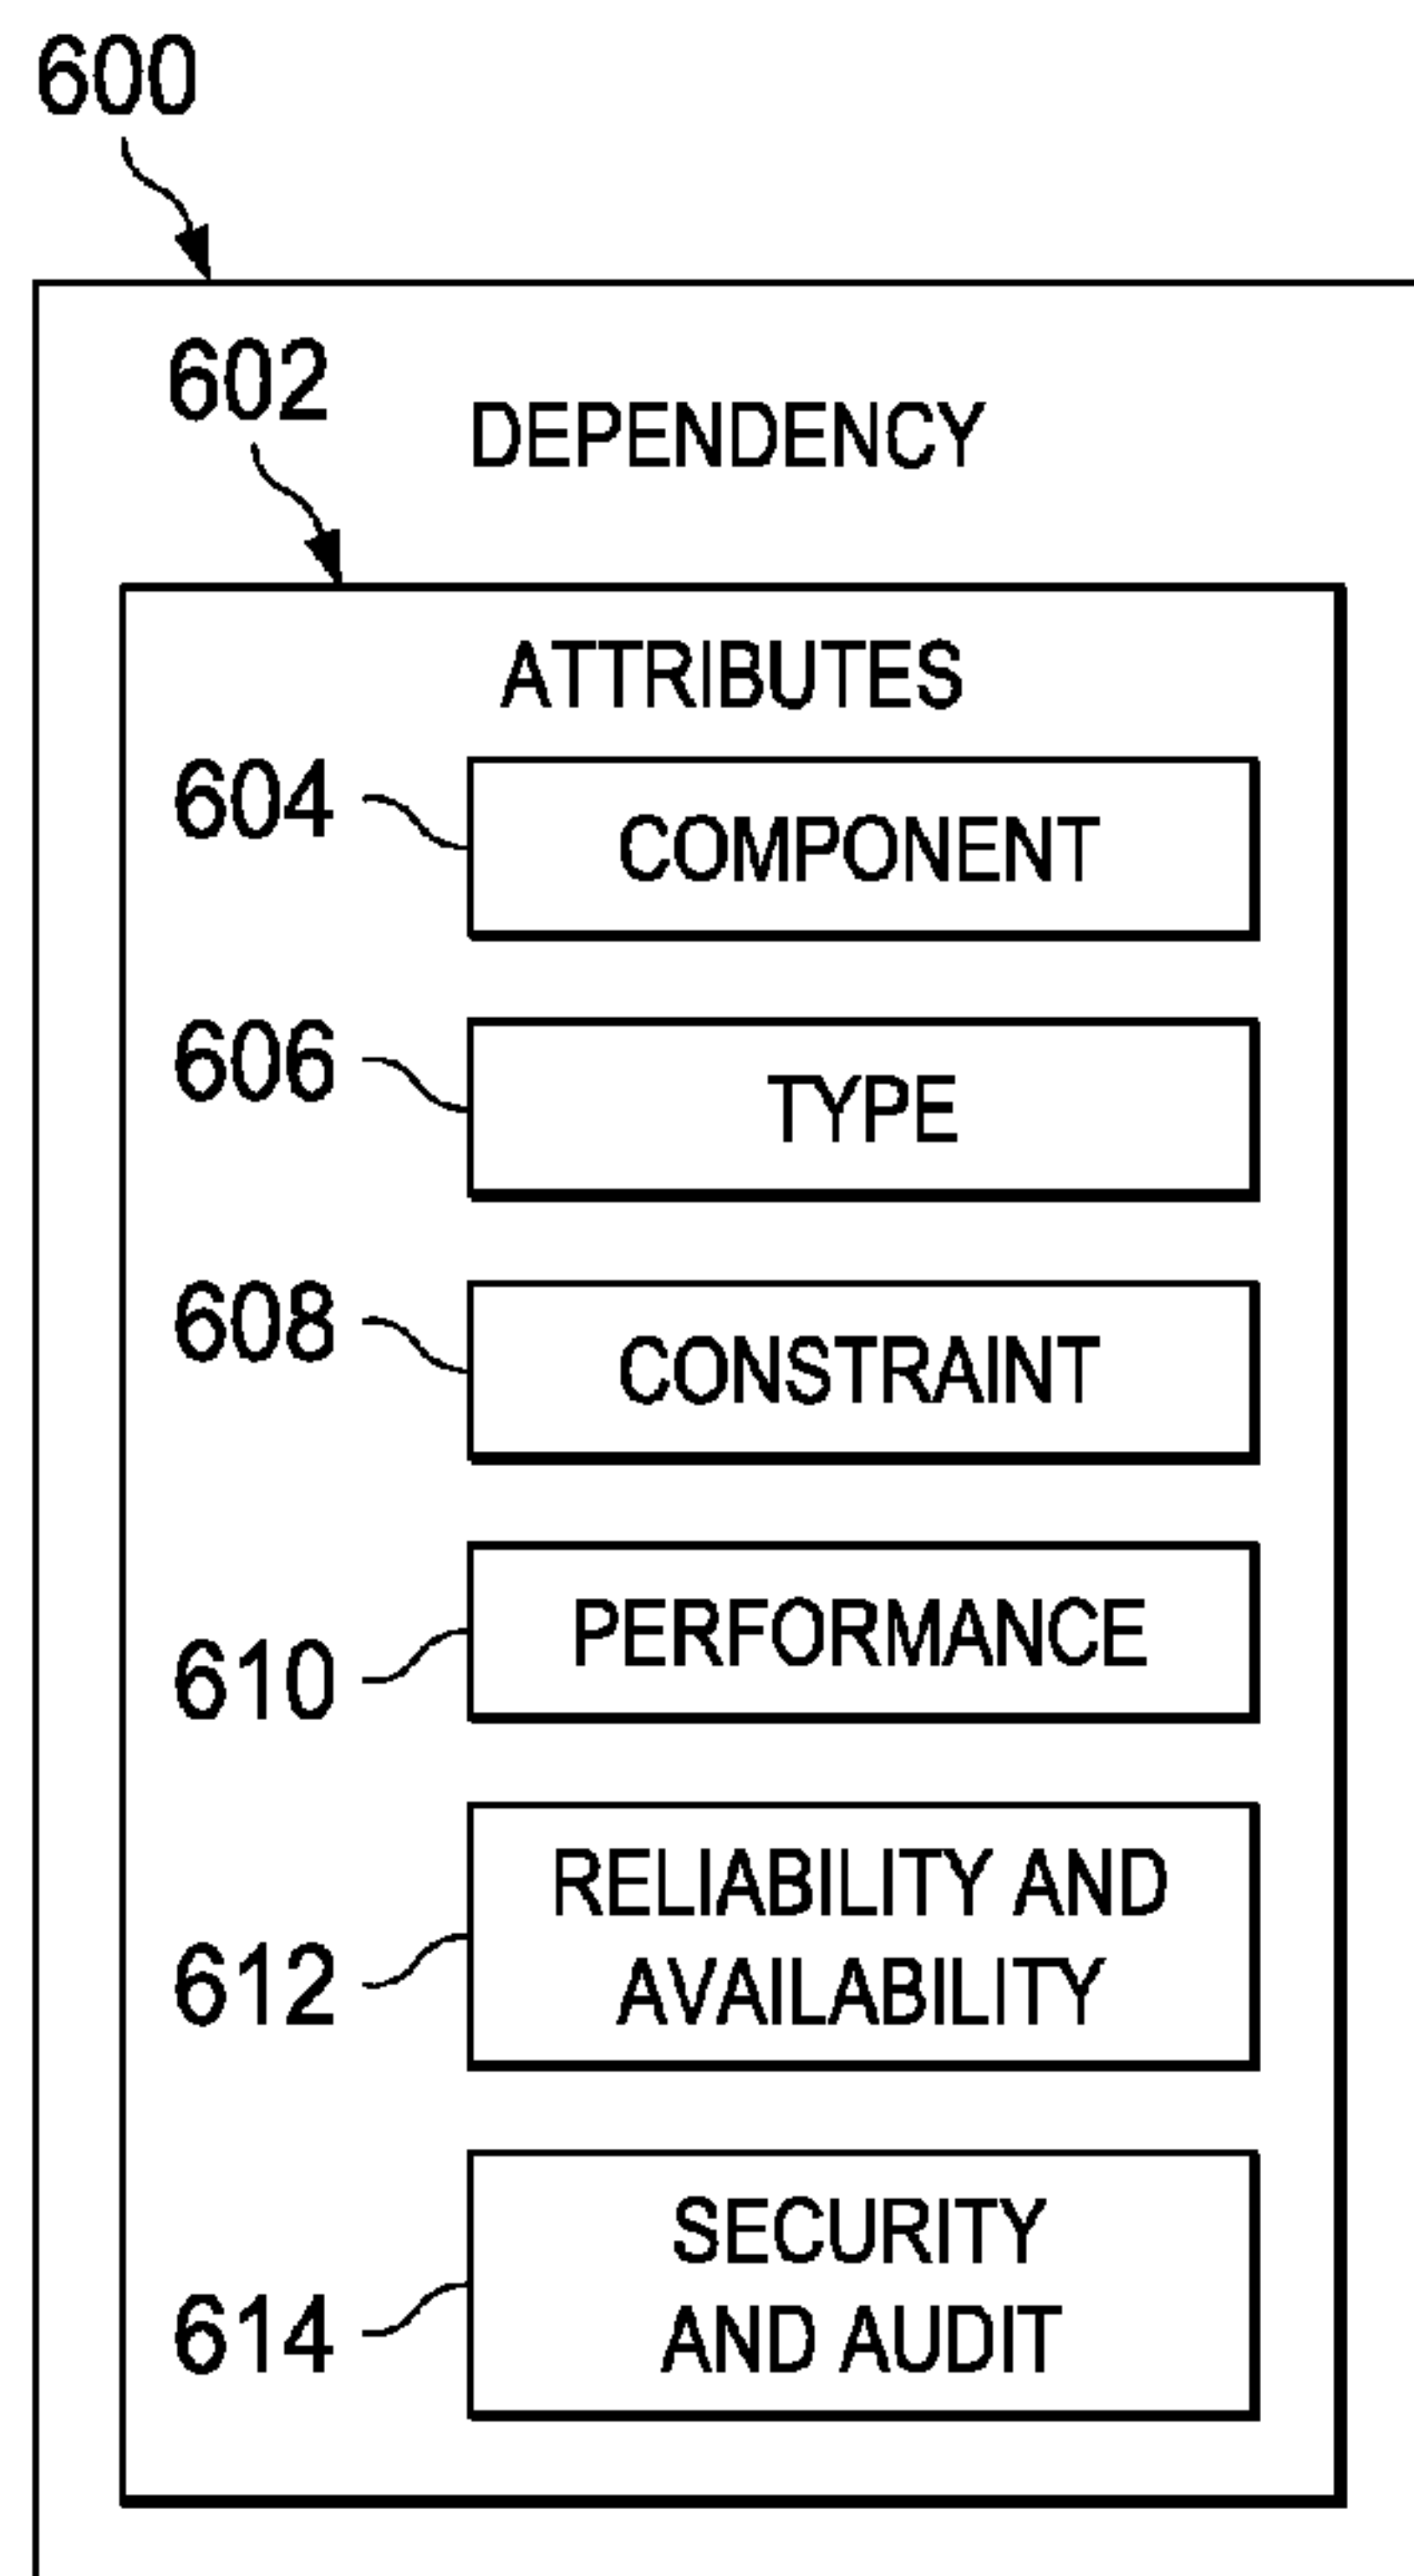 600
602
DEPENDENCY
ATTRIBUTES
604
COMPONENT
606
TYPE
608
CONSTRAINT
610
PERFORMANCE
612
RELIABILITY AND
AVAILABILITY
614
SECURITY
AND AUDIT